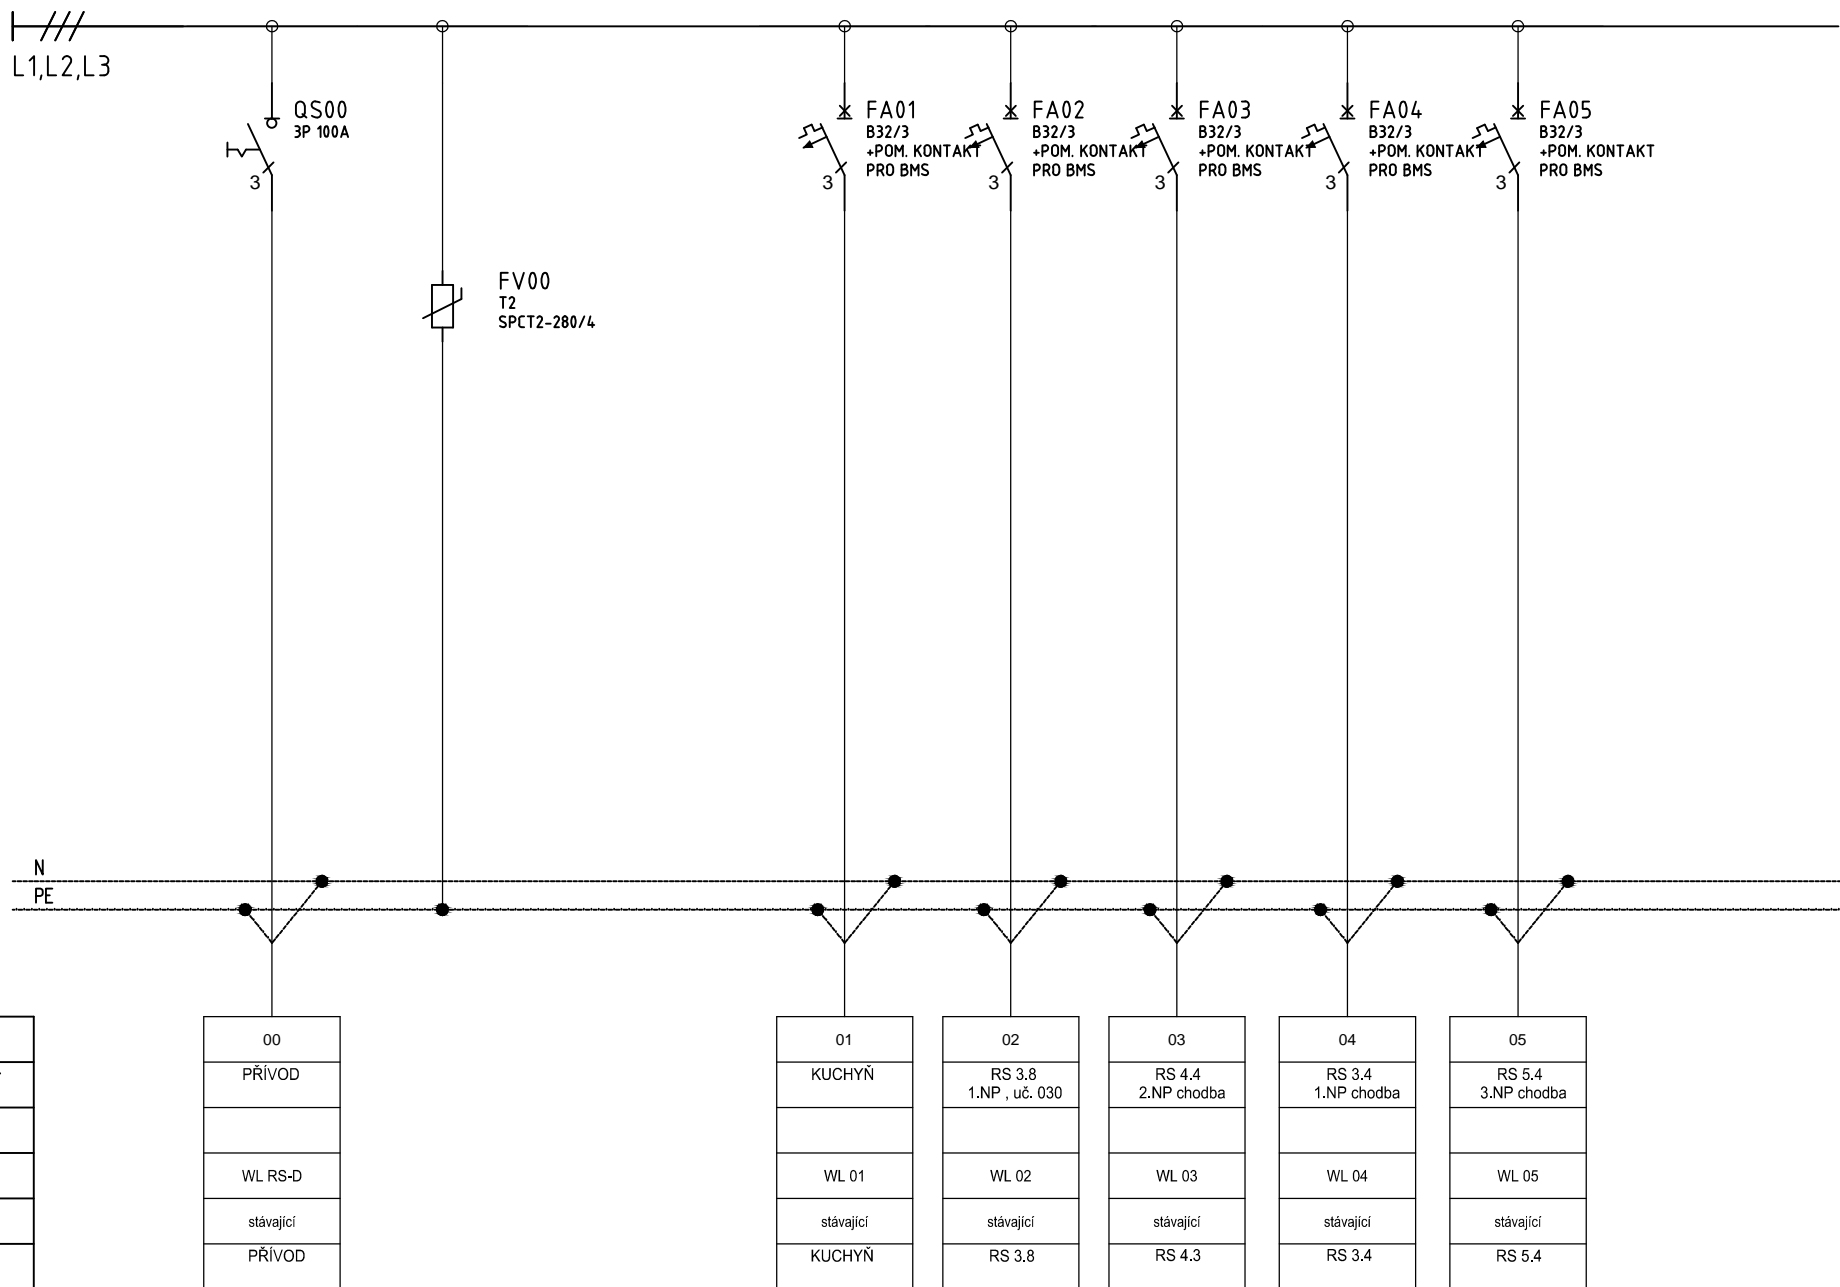 L1,L2,L3
QS00
3P 100A
3
FV00
T2
SPCT2-280/4
FA01
B32/3
+POM. KONTAKT
PRO BMS
3
FA02
B32/3
+POM. KONTAKT
PRO BMS
3
FA03
B32/3
+POM. KONTAKT
PRO BMS
3
FA04
B32/3
+POM. KONTAKT
PRO BMS
3
FA05
B32/3
+POM. KONTAKT
PRO BMS
3
N
PE
00
PŘÍVOD
WL RS-D
stávající
PŘÍVOD
01
KUCHYŇ
WL 01
stávající
KUCHYŇ
02
RS 3.8
1.NP , uč. 030
WL 02
stávající
RS 3.8
03
RS 4.4
2.NP chodba
WL 03
stávající
RS 4.3
04
RS 3.4
1.NP chodba
WL 04
stávající
RS 3.4
05
RS 5.4
3.NP chodba
WL 05
stávající
RS 5.4